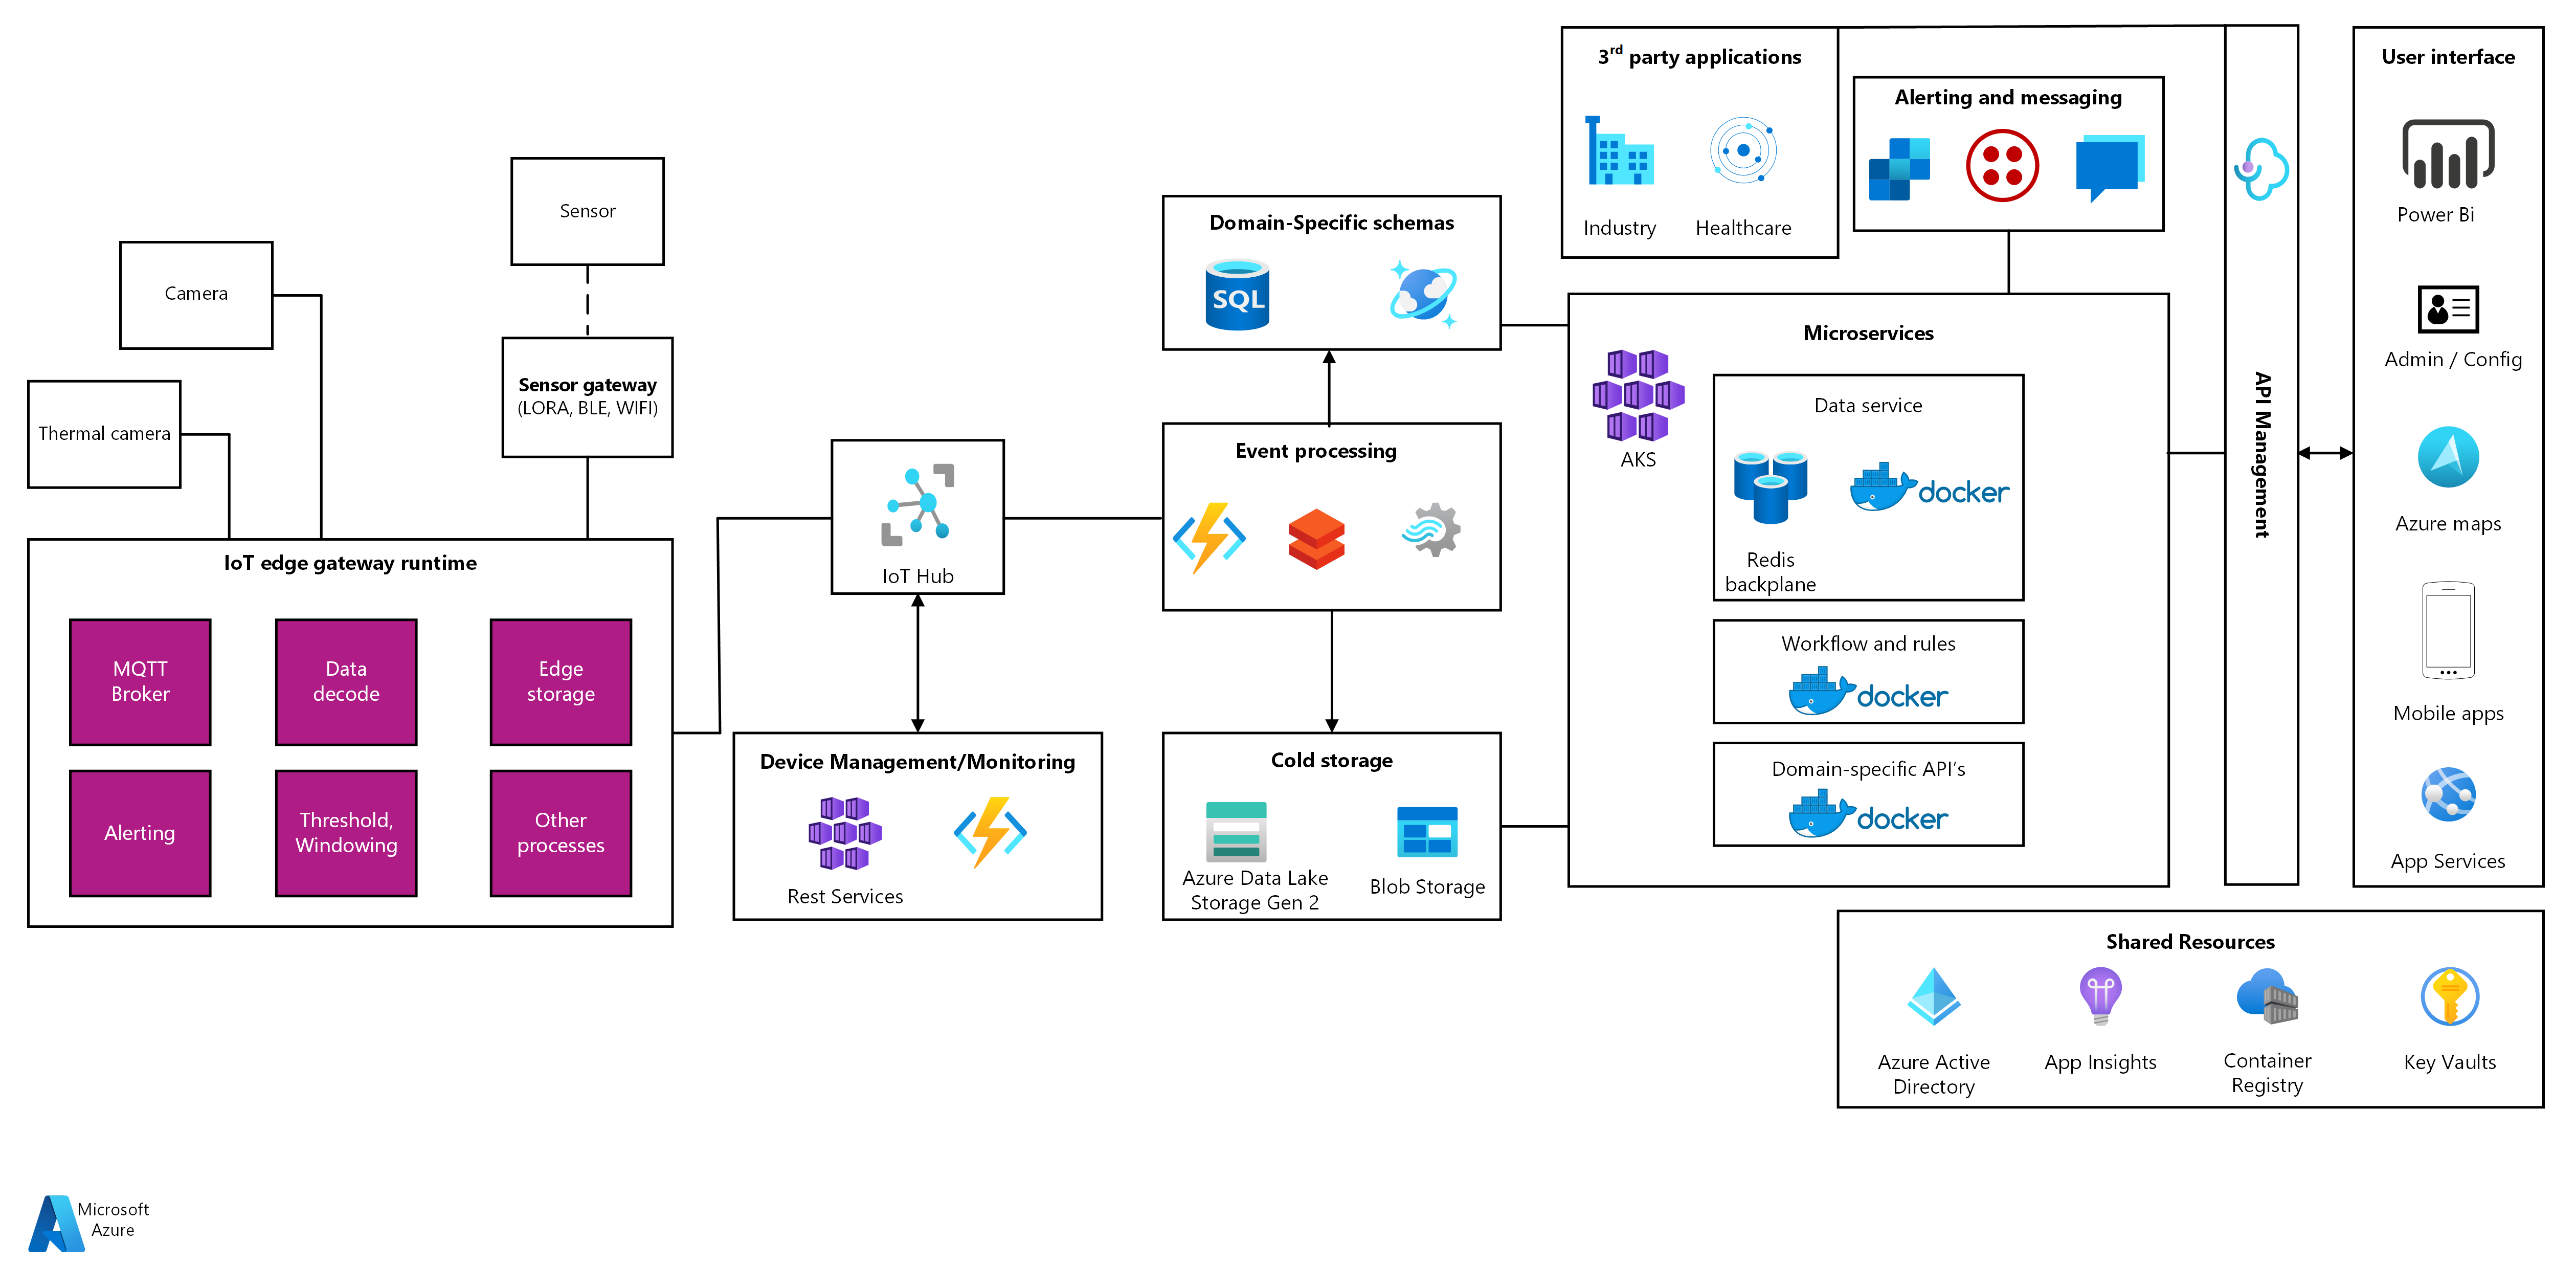 Sensor
Camera
Thermal camera
Sensor gateway
(LORA, BLE, WIFI)
IoT edge gateway runtime
MQTT
Broker
Data
decode
Edge
storage
Alerting
Threshold,
Windowing
Other
processes
IoT Hub
Device Management/Monitoring
Rest Services
Domain-Specific schemas
SQL
Event processing
Cold storage
Azure Data Lake
Storage Gen 2
Blob Storage
3rd party applications
Industry
Healthcare
Alerting and messaging
Microservices
AKS
Data service
docker
Redis
backplane
Workflow and rules
docker
Domain-specific API's
docker
API Management
User interface
Power Bi
Admin / Config
Azure maps
Mobile apps
App Services
Shared Resources
Azure Active
Directory
App Insights
Container
Registry
Key Vaults
Microsoft
Azure